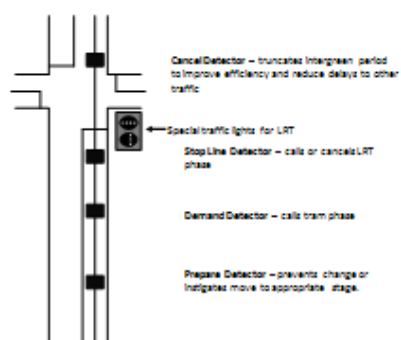 Cancel Detector – truncates intergreen period
to improve efficiency and reduce delays to other
traffic
Special traffic lights for LRT
Stop Line Detector – calls or cancels LRT
phase
Demand Detector – calls tram phase
Prepare Detector – prevents change or
instigates move to appropriate stage.